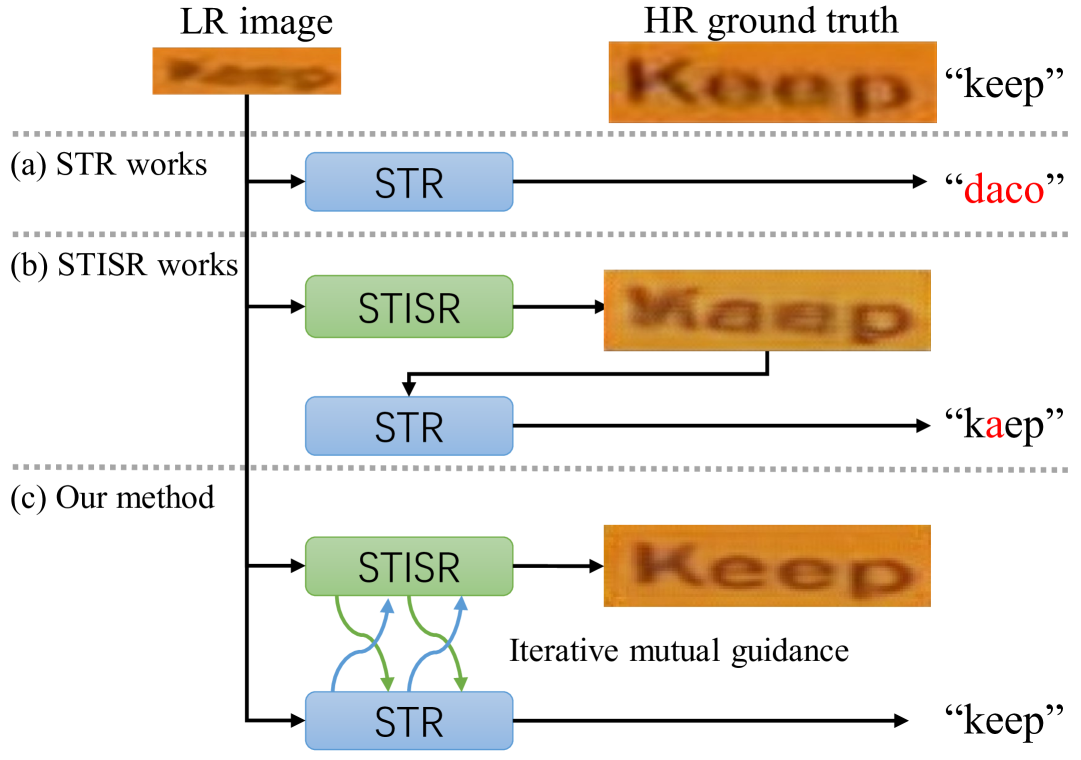 LR image
HR ground truth
Keep
Keep
“keep”
(a) STR works
STR
“daco”
(b) STISR works
STISR
Kaep
STR
“kaep”
(c) Our method
STISR
Keep
Iterative mutual guidance
STR
“keep”